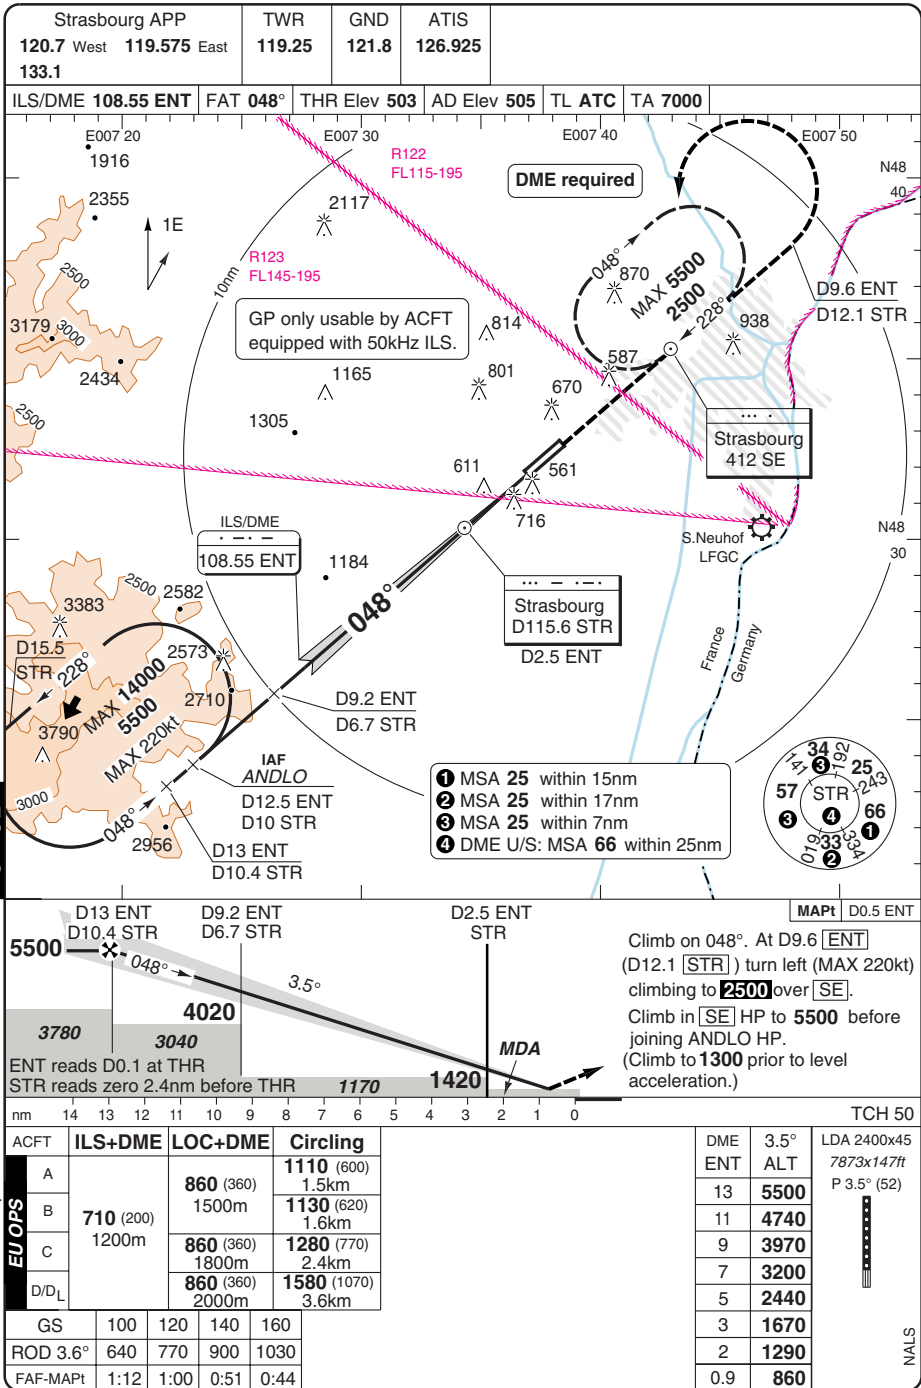 Strasbourg APP
120.7 West 119.575 East
133.1
TWR
119.25
GND
121.8
ATIS
126.925
ILS/DME 108.55 ENT FAT 048° THR Elev 503 AD Elev 505 TL ATC TA 7000
E007 20 E007 30 E007 40 E007 50
1916
R122
FL115-195
DME required
N48
40
2355
1E
2117
R123
FL145-195
10nm
048°
870
MAX 5500
2500
228°
D9.6 ENT
D12.1 STR
2500
3179
3000
2434
GP only usable by ACFT
equipped with 50kHz ILS.
814
938
587
1165
801
670
2500
1305
Strasbourg
412 SE
611
561
716
ILS/DME
108.55 ENT
S.Neuhof
LFGC
N48
30
1184
048°
2500
2582
3383
Strasbourg
D115.6 STR
D2.5 ENT
D15.5
STR
228°
2573
MAX 14000
5500
MAX 220kt
2710
3790
France
Germany
D9.2 ENT
D6.7 STR
IAF
ANDLO
D12.5 ENT
D10 STR
3000
048°
2956
D13 ENT
D10.4 STR
1 MSA 25 within 15nm
2 MSA 25 within 17nm
3 MSA 25 within 7nm
4 DME U/S: MSA 66 within 25nm
34
3
141
192
25
243
57
STR
66
3
4
1
019
33
334
2
D13 ENT
D10.4 STR
D9.2 ENT
D6.7 STR
D2.5 ENT
STR
MAPt D0.5 ENT
5500
048°
3.5°
4020
3780
3040
MDA
ENT reads D0.1 at THR
STR reads zero 2.4nm before THR
1170
1420
Climb on 048°. At D9.6 ENT
(D12.1 STR ) turn left (MAX 220kt)
climbing to 2500 over SE.
Climb in SE HP to 5500 before
joining ANDLO HP.
(Climb to 1300 prior to level
acceleration.)
nm 14 13 12 11 10 9 8 7 6 5 4 3 2 1 0
TCH 50
ACFT ILS+DME LOC+DME Circling
EU OPS
A
B
C
D/DL
710 (200)
1200m
860 (360)
1500m
860 (360)
1800m
860 (360)
2000m
1110 (600)
1.5km
1130 (620)
1.6km
1280 (770)
2.4km
1580 (1070)
3.6km
GS 100 120 140 160
ROD 3.6° 640 770 900 1030
FAF-MAPt 1:12 1:00 0:51 0:44
DME 3.5°
ENT ALT
13 5500
11 4740
9 3970
7 3200
5 2440
3 1670
2 1290
0.9 860
LDA 2400x45
7873x147ft
P 3.5° (52)
NALS